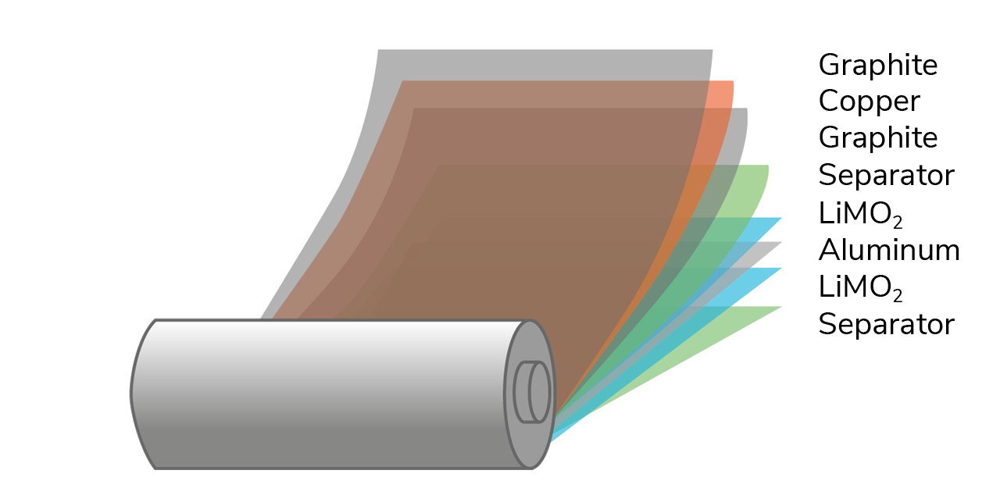 Graphite
Copper
Graphite
Separator
LiMO₂
Aluminum
LiMO₂
Separator